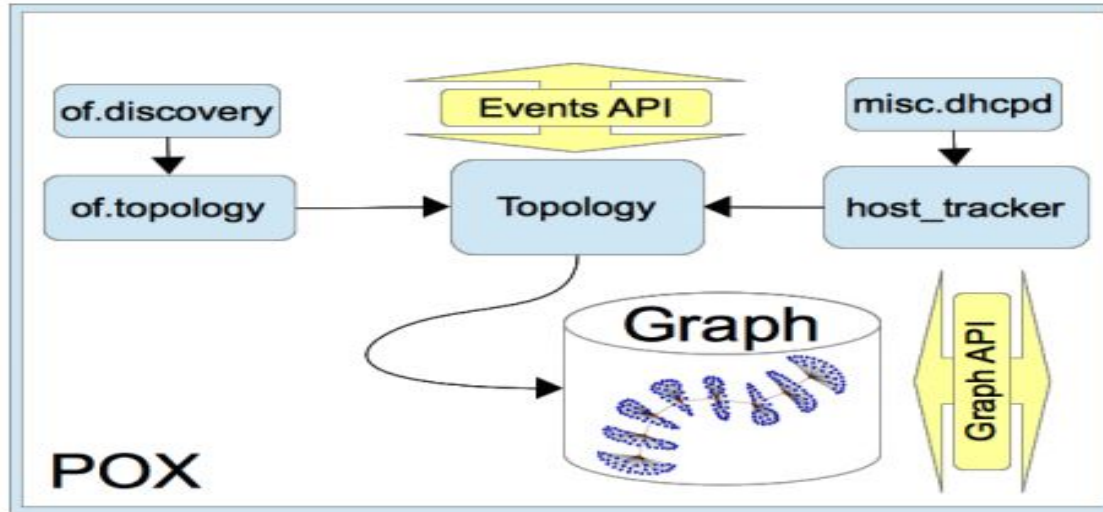 of.discovery
Events API
misc.dhcpd
of.topology
Topology
host_tracker
Graph
Graph API
POX